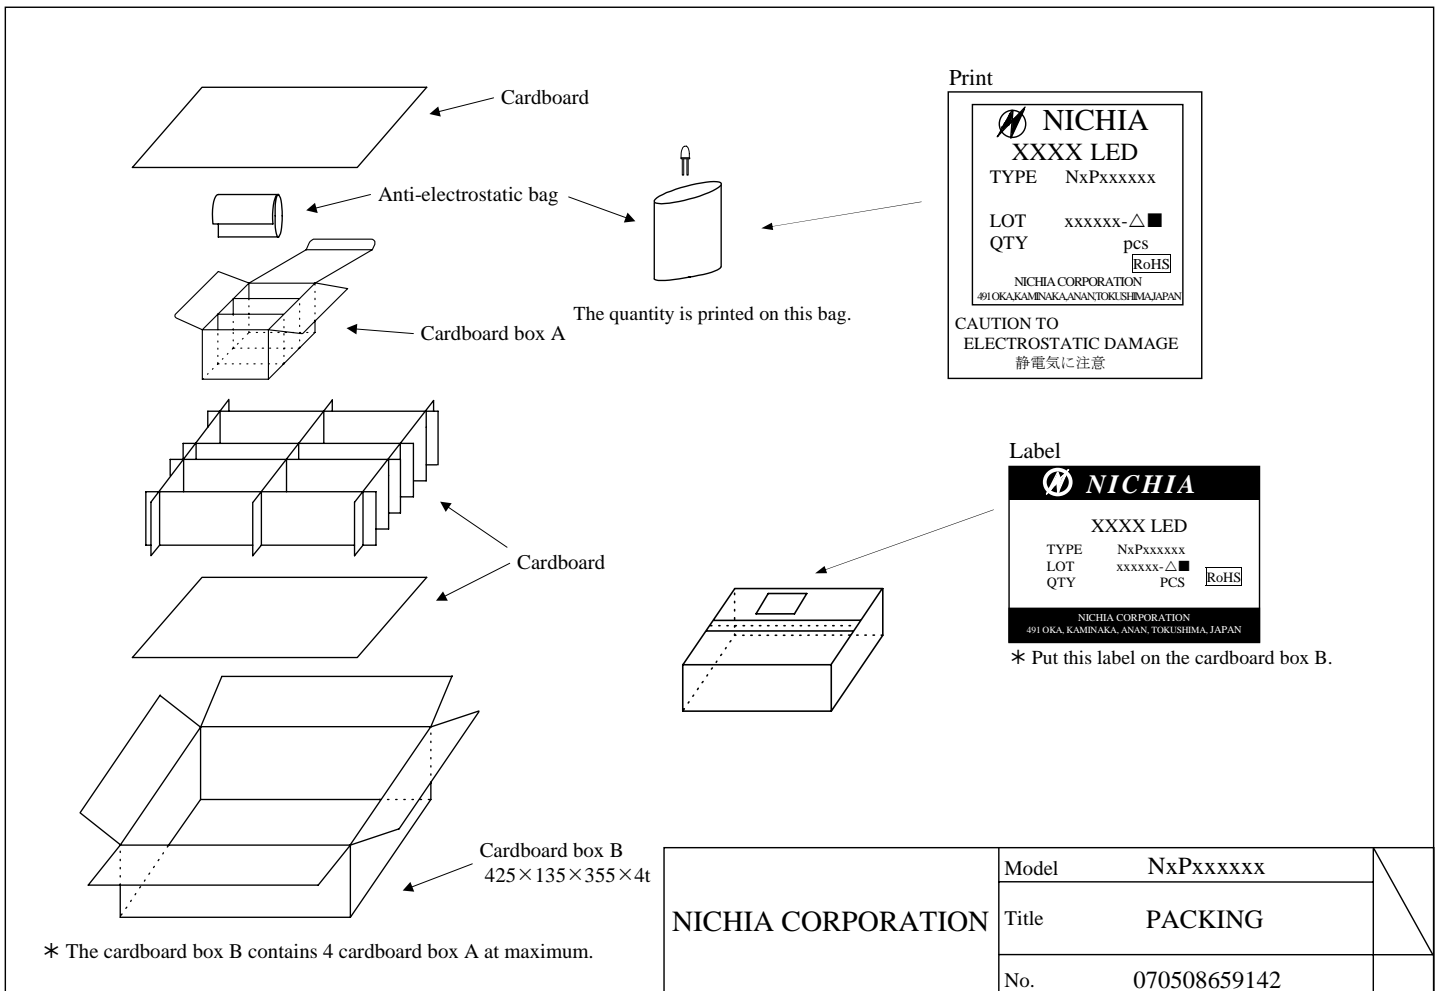 Cardboard
Anti-electrostatic bag
Cardboard box A
The quantity is printed on this bag.
Print
NICHIA
XXXX LED
TYPE NxPxxxxxx
LOT xxxxxx-△■
QTY pcs
RoHS
NICHIA CORPORATION
491 OKA,KAMINAKA,ANAN,TOKUSHIMA,JAPAN
CAUTION TO
ELECTROSTATIC DAMAGE
静電気に注意
Cardboard
Label
NICHIA
XXXX LED
TYPE NxPxxxxxx
LOT xxxxxx-△■
QTY PCS
RoHS
NICHIA CORPORATION
491 OKA, KAMINAKA, ANAN, TOKUSHIMA, JAPAN
＊ Put this label on the cardboard box B.
Cardboard box B
425×135×355×4t
＊ The cardboard box B contains 4 cardboard box A at maximum.
NICHIA CORPORATION
Model NxPxxxxxx
Title PACKING
No. 070508659142